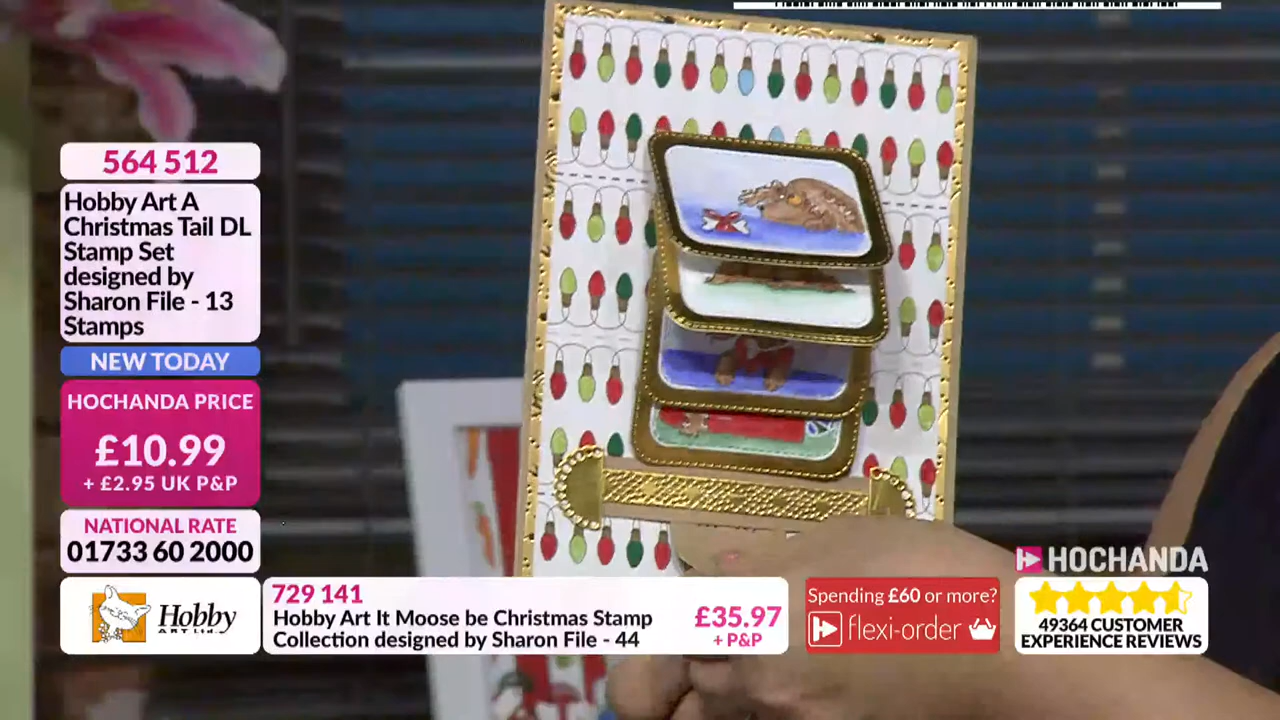 564 512
Hobby Art A
Christmas Tail DL
Stamp Set
designed by
Sharon File - 13
Stamps
NEW TODAY
HOCHANDA PRICE
£10.99
+ £2.95 UK P&P
NATIONAL RATE
01733 60 2000
Hobby
ART Ltd.
729 141
Hobby Art It Moose be Christmas Stamp
Collection designed by Sharon File - 44
£35.97
+ P&P
Spending £60 or more?
flexi-order
HOCHANDA
49364 CUSTOMER
EXPERIENCE REVIEWS